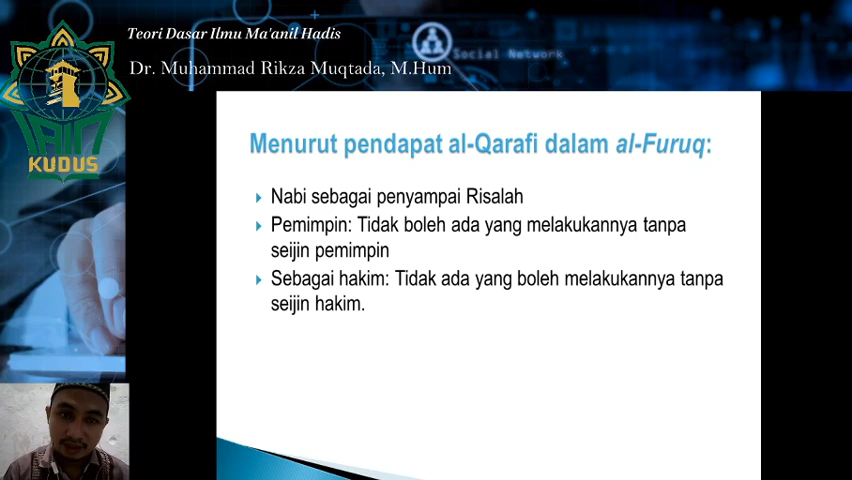 Teori Dasar Ilmu Ma'anil Hadis
Social Network
Dr. Muhammad Rikza Muqtada, M.Hum
IAIN
KUDUS
Menurut pendapat al-Qarafi dalam al-Furuq:
Nabi sebagai penyampai Risalah
Pemimpin: Tidak boleh ada yang melakukannya tanpa
seijin pemimpin
Sebagai hakim: Tidak ada yang boleh melakukannya tanpa
seijin hakim.